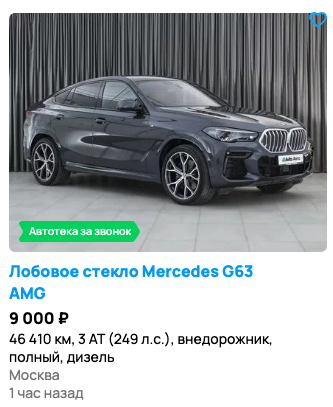 Автотека за звонок
Лобовое стекло Mercedes G63
AMG
9 000 ₽
46 410 км, 3 АТ (249 л.с.), внедорожник,
полный, дизель
Москва
1 час назад